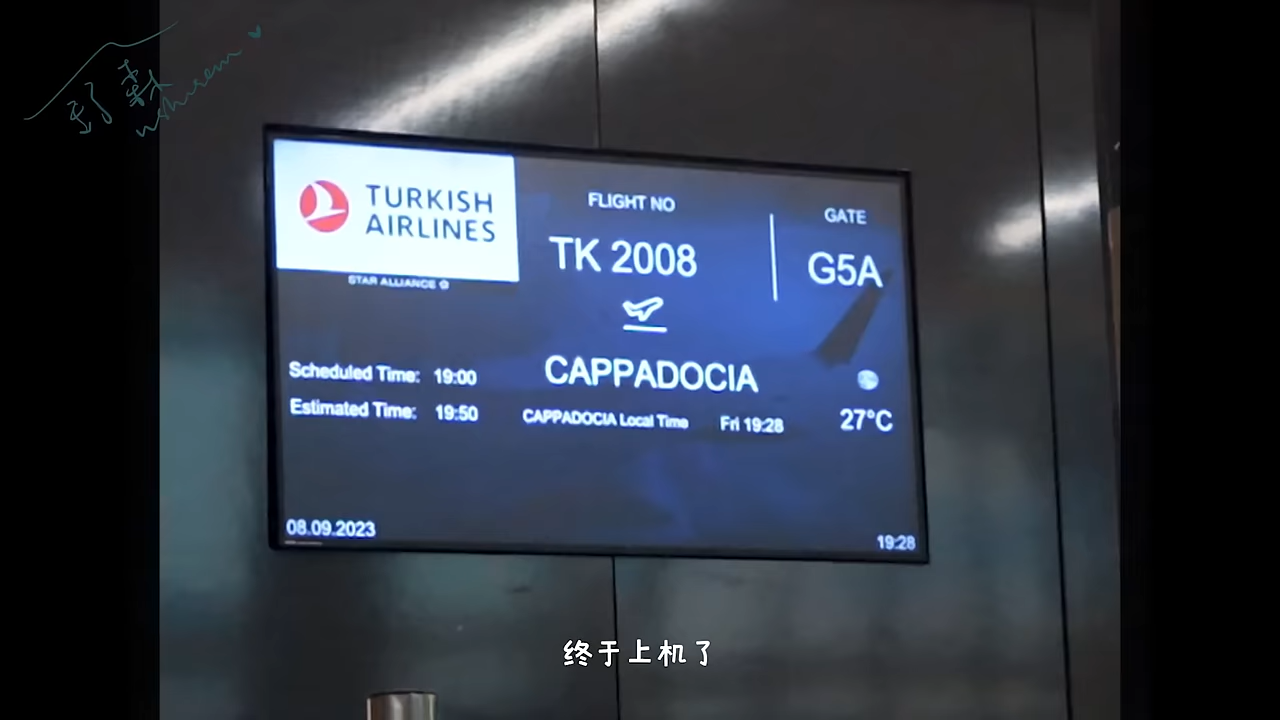 TURKISH
AIRLINES
STAR ALLIANCE
FLIGHT NO
TK 2008
GATE
G5A
CAPPADOCIA
Scheduled Time: 19:00
Estimated Time: 19:50
CAPPADOCIA Local Time Fri 19:28
27°C
08.09.2023
19:28
终于上机了